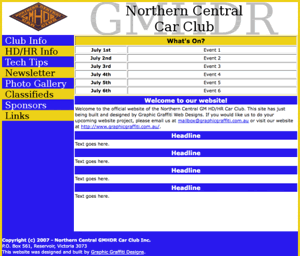 GMHDR
Northern Central
Car Club
Club Info
HD/HR Info
Tech Tips
Newsletter
Photo Gallery
Classifieds
Sponsors
Links
What's On?
July 1st Event 1
July 2nd Event 2
July 3rd Event 3
July 4th Event 4
July 5th Event 5
July 6th Event 6
Welcome to our website!
Welcome to the official website of the Northern Central GM HD/HR Car Club. This site has just
being built and designed by Graphic Graffiti Web Designs. If you would like us to do your
upcoming website project, please email us at mailbox@graphicgraffiti.com.au or visit our website
at http://www.graphicgraffiti.com.au/.
Headline
Text goes here.
Headline
Text goes here.
Headline
Text goes here.
Headline
Text goes here.
Copyright (c) 2007 - Northern Central GMHDR Car Club Inc.
P.O. Box 561, Reservoir, Victoria 3073
This website was designed and built by Graphic Graffiti Designs.